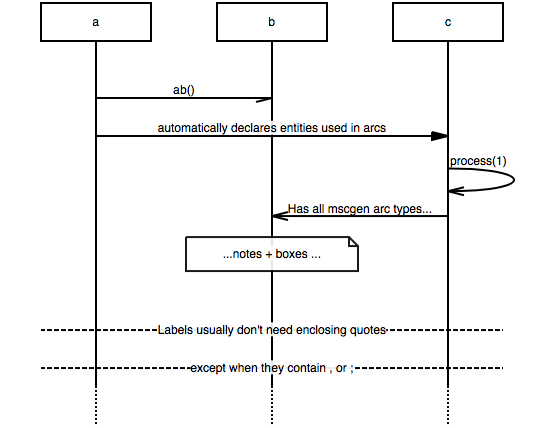 a
b
c
ab()
automatically declares entities used in arcs
process(1)
Has all mscgen arc types...
...notes + boxes ...
Labels usually don't need enclosing quotes
except when they contain , or ;